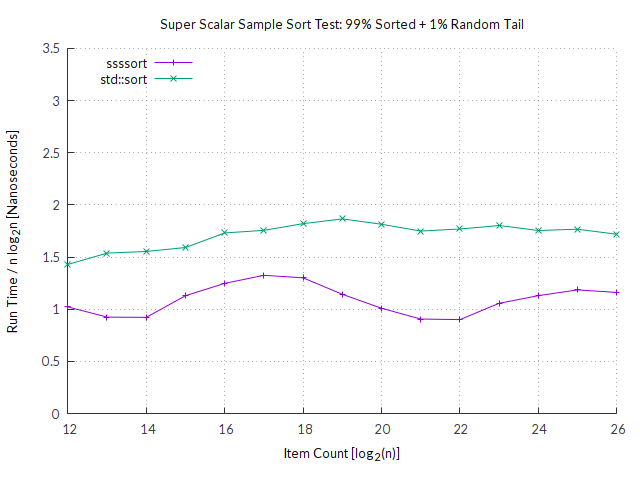 Super Scalar Sample Sort Test: 99% Sorted + 1% Random Tail
ssssort
std::sort
Run Time / n log₂n [Nanoseconds]
3.5
3
2.5
2
1.5
1
0.5
0
12 14 16 18 20 22 24 26
Item Count [log₂(n)]